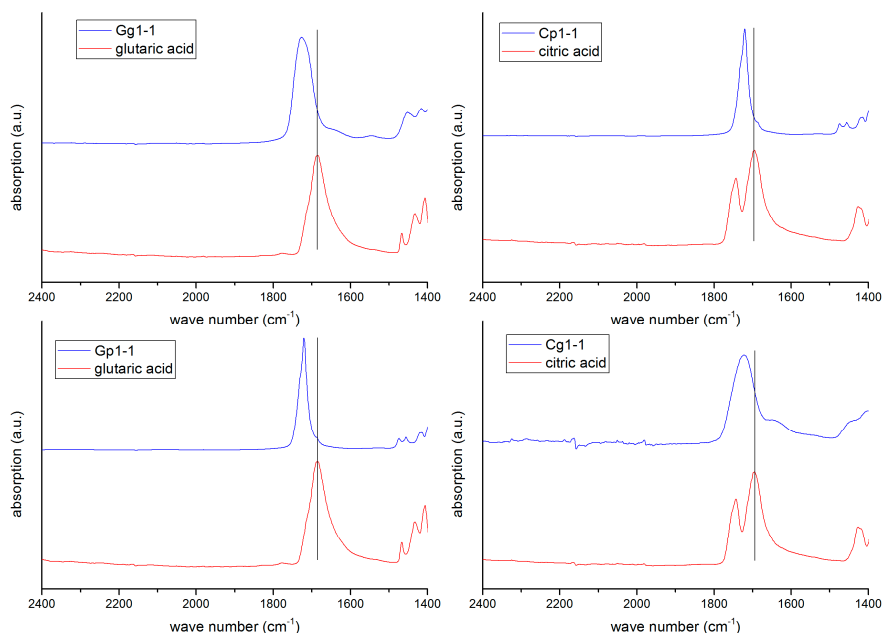 Gg1-1
glutaric acid
absorption (a.u.)
2400 2200 2000 1800 1600 1400
wave number (cm⁻¹)
Cp1-1
citric acid
absorption (a.u.)
2400 2200 2000 1800 1600 1400
wave number (cm⁻¹)
Gp1-1
glutaric acid
absorption (a.u.)
2400 2200 2000 1800 1600 1400
wave number (cm⁻¹)
Cg1-1
citric acid
absorption (a.u.)
2400 2200 2000 1800 1600 1400
wave number (cm⁻¹)